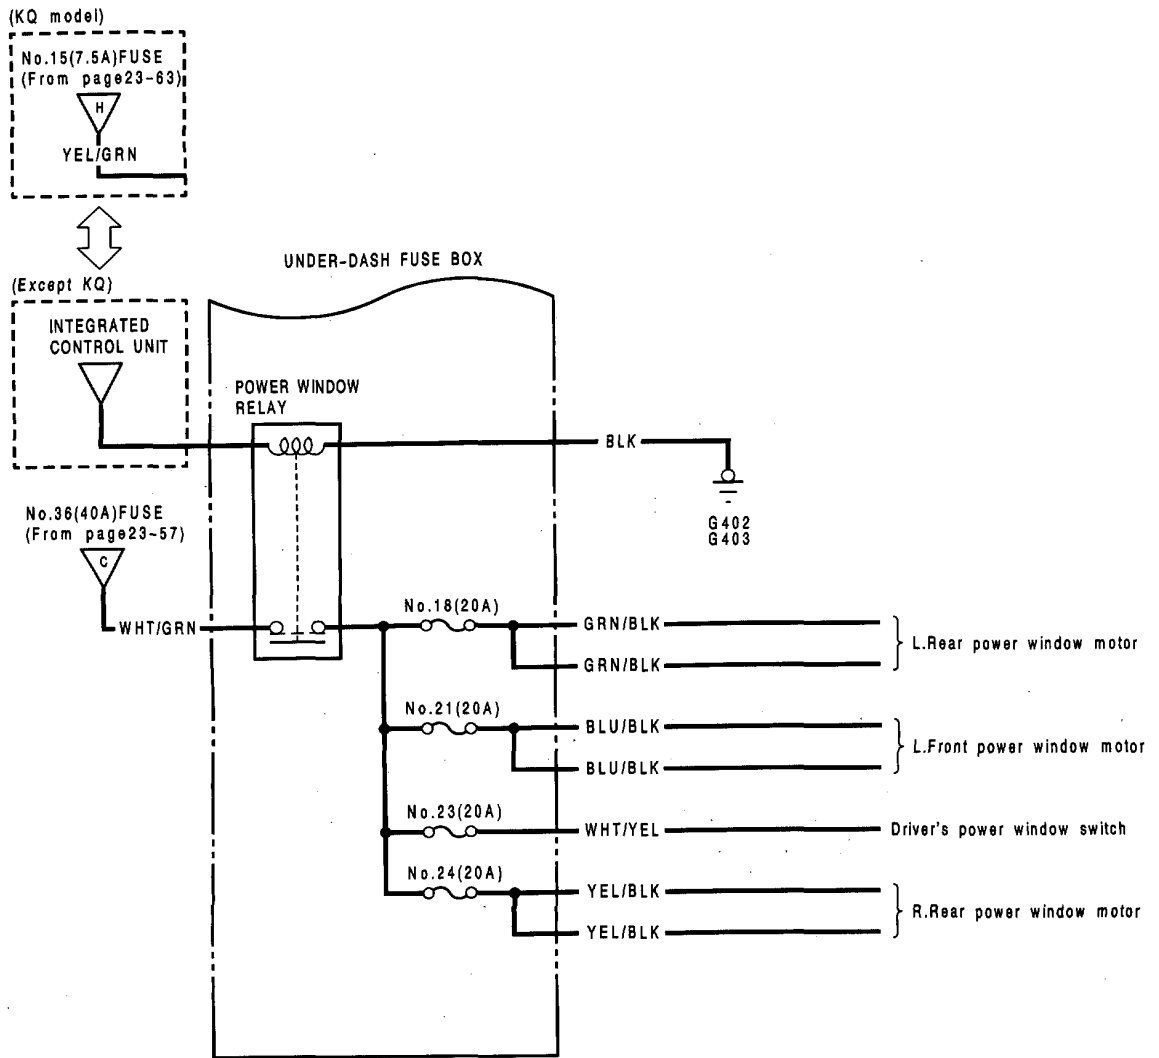 (KQ model)
No.15(7.5A)FUSE
(From page23-63)
H
YEL/GRN
(Except KQ)
INTEGRATED
CONTROL UNIT
UNDER-DASH FUSE BOX
POWER WINDOW
RELAY
BLK
G402
G403
No.36(40A)FUSE
(From page23-57)
C
WHT/GRN
No.18(20A)
GRN/BLK
GRN/BLK
L.Rear power window motor
No.21(20A)
BLU/BLK
BLU/BLK
L.Front power window motor
No.23(20A)
WHT/YEL
Driver's power window switch
No.24(20A)
YEL/BLK
YEL/BLK
R.Rear power window motor